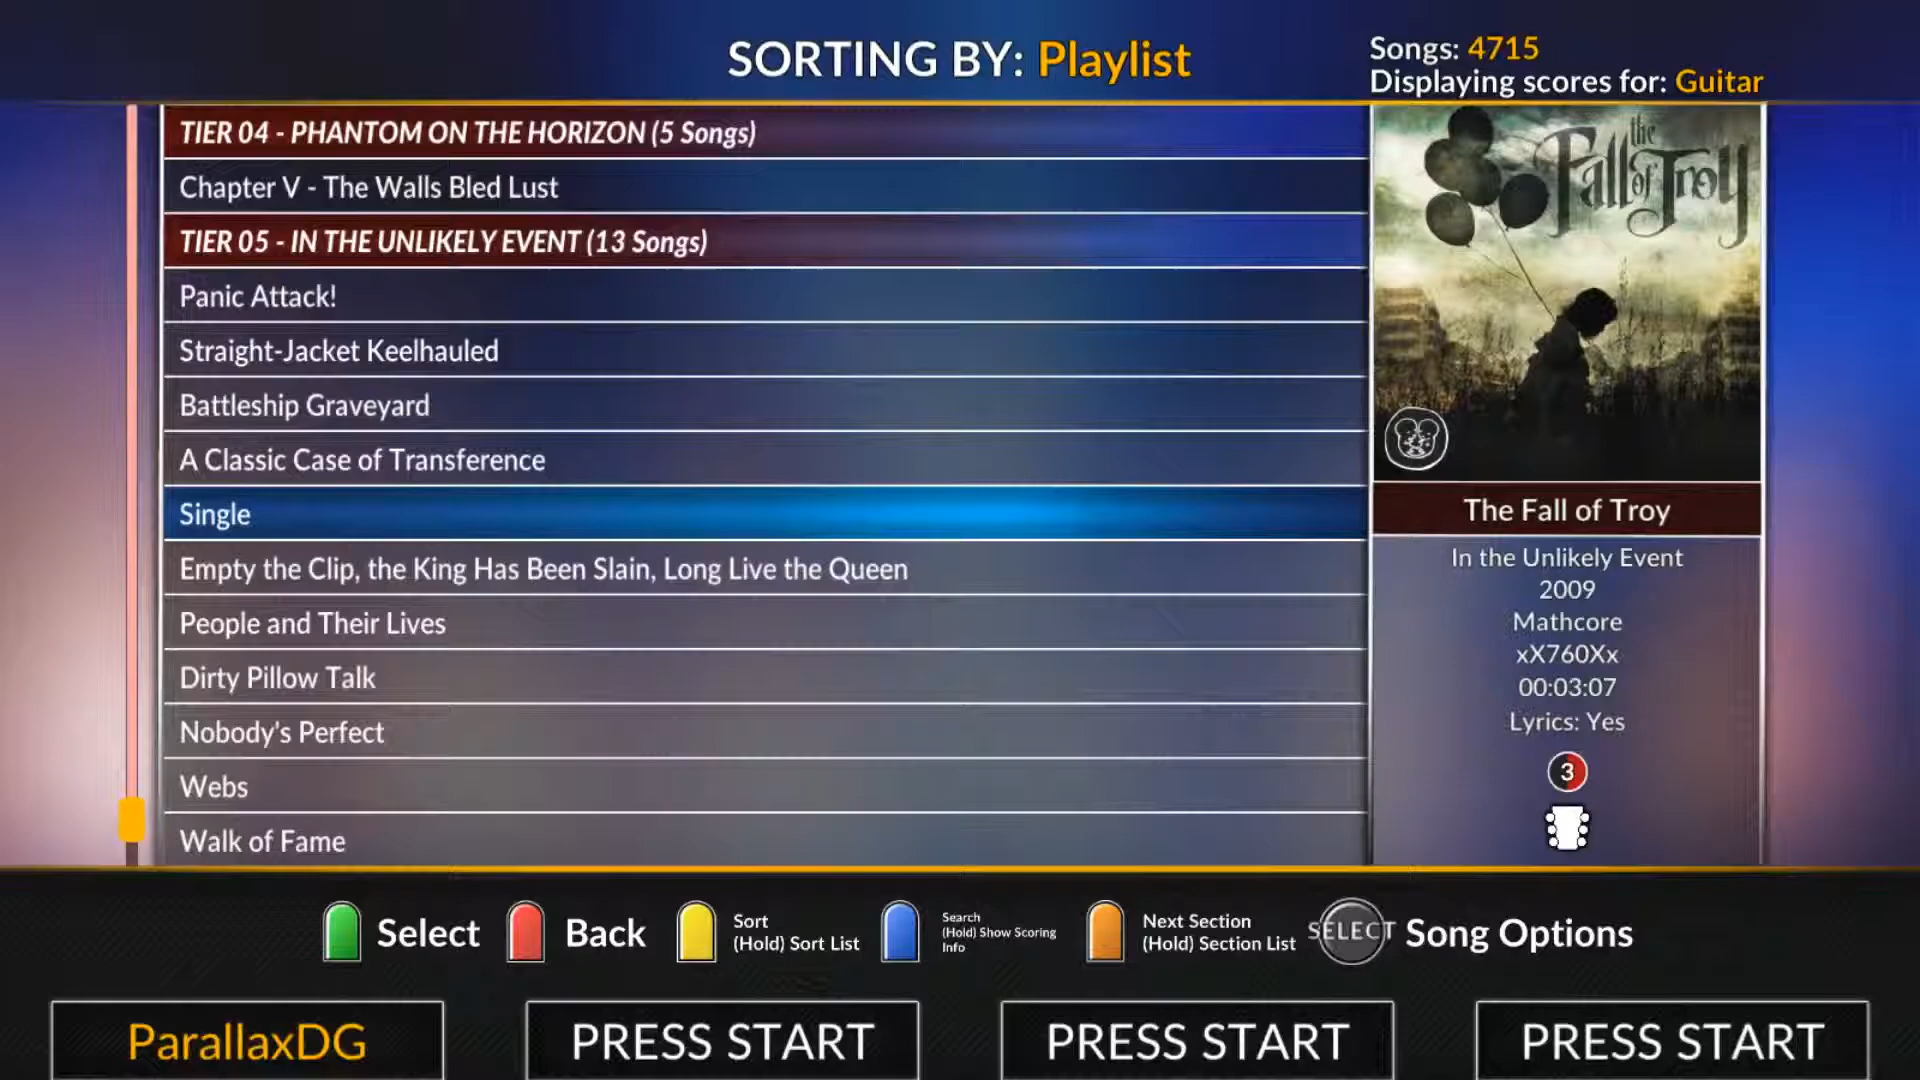 SORTING BY: Playlist
Songs: 4715
Displaying scores for: Guitar
TIER 04 - PHANTOM ON THE HORIZON (5 Songs)
Chapter V - The Walls Bled Lust
TIER 05 - IN THE UNLIKELY EVENT (13 Songs)
Panic Attack!
Straight-Jacket Keelhauled
Battleship Graveyard
A Classic Case of Transference
Single
Empty the Clip, the King Has Been Slain, Long Live the Queen
People and Their Lives
Dirty Pillow Talk
Nobody's Perfect
Webs
Walk of Fame
the
Fall of Troy
The Fall of Troy
In the Unlikely Event
2009
Mathcore
xX760Xx
00:03:07
Lyrics: Yes
3
Select
Back
Sort
(Hold) Sort List
Search
(Hold) Show Scoring
Info
Next Section
(Hold) Section List
SELECT
Song Options
ParallaxDG
PRESS START
PRESS START
PRESS START